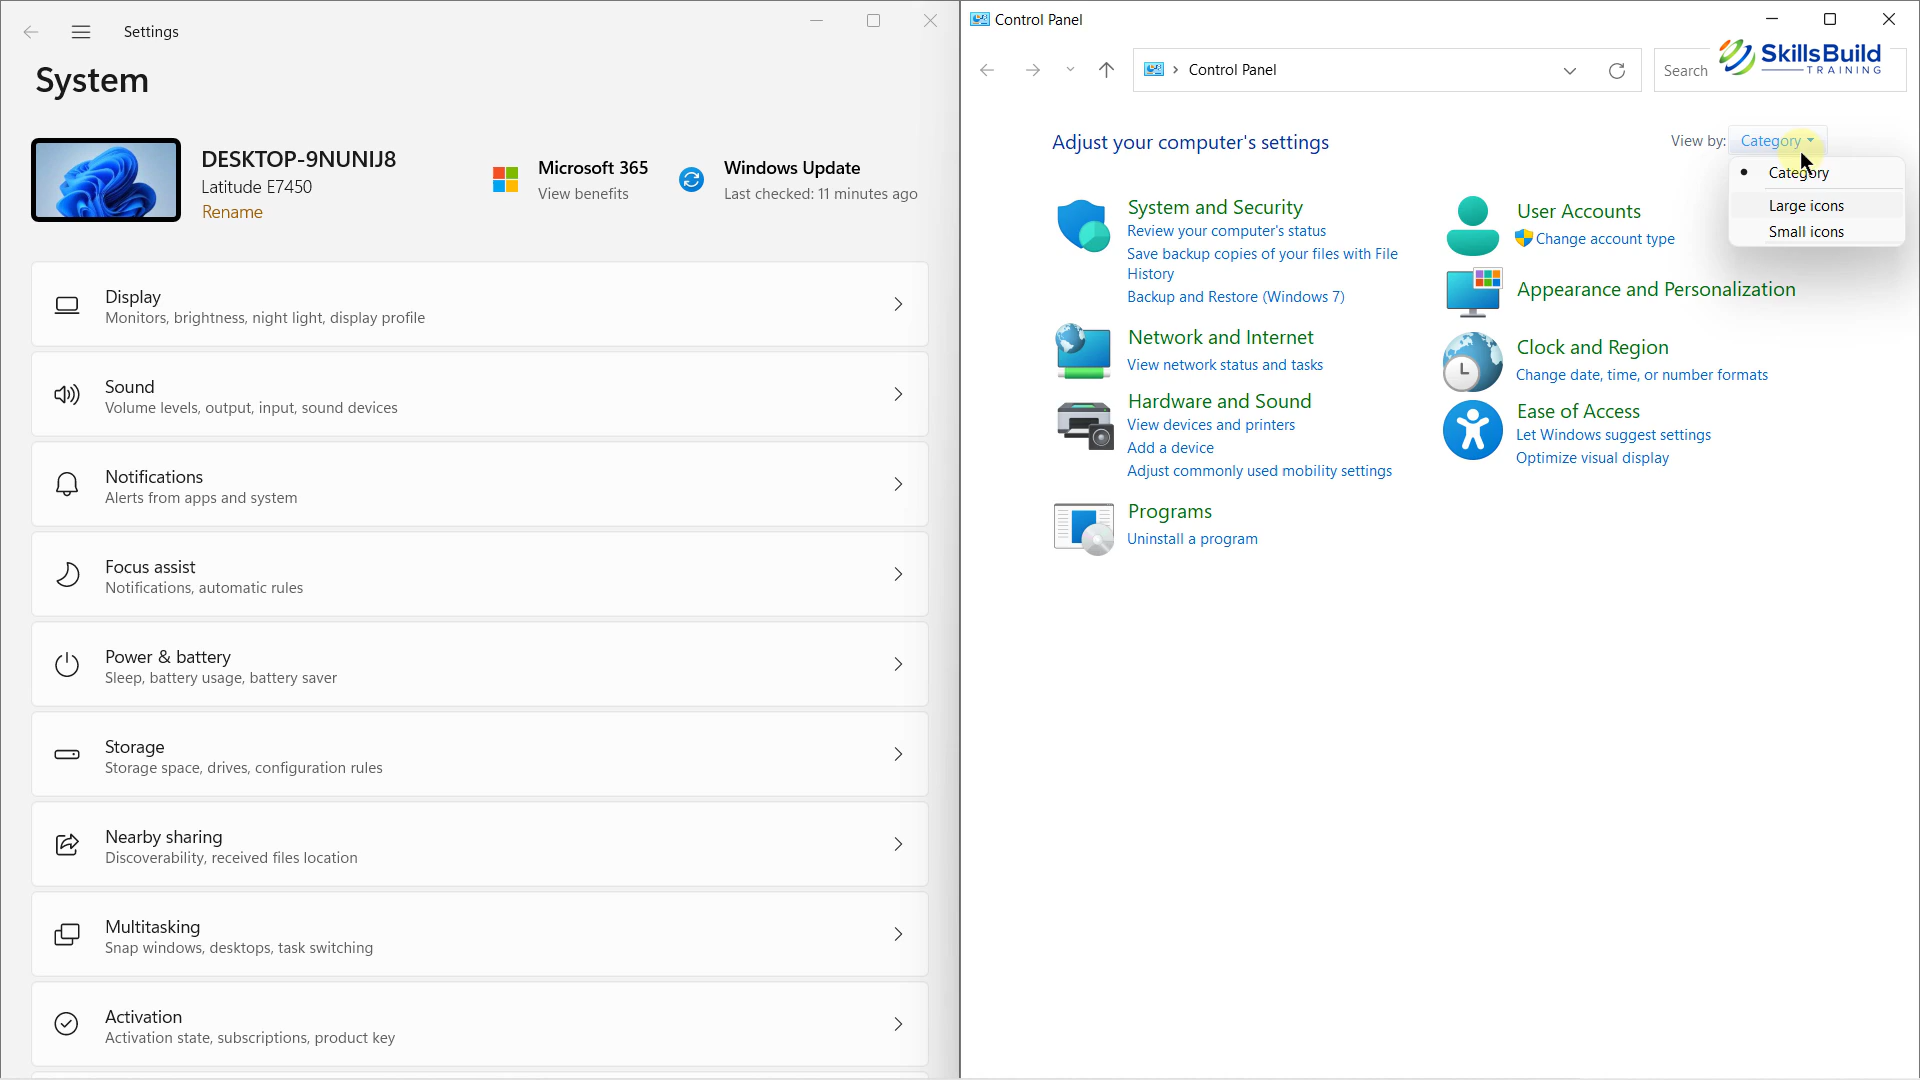 Settings
System
DESKTOP-9NUNIJ8
Latitude E7450
Rename
Microsoft 365
View benefits
Windows Update
Last checked: 11 minutes ago
Display
Monitors, brightness, night light, display profile
Sound
Volume levels, output, input, sound devices
Notifications
Alerts from apps and system
Focus assist
Notifications, automatic rules
Power & battery
Sleep, battery usage, battery saver
Storage
Storage space, drives, configuration rules
Nearby sharing
Discoverability, received files location
Multitasking
Snap windows, desktops, task switching
Activation
Activation state, subscriptions, product key
Control Panel
Control Panel
Search
SkillsBuild
TRAINING
Adjust your computer's settings
View by: Category
Category
Large icons
Small icons
System and Security
Review your computer's status
Save backup copies of your files with File
History
Backup and Restore (Windows 7)
Network and Internet
View network status and tasks
Hardware and Sound
View devices and printers
Add a device
Adjust commonly used mobility settings
Programs
Uninstall a program
User Accounts
Change account type
Appearance and Personalization
Clock and Region
Change date, time, or number formats
Ease of Access
Let Windows suggest settings
Optimize visual display